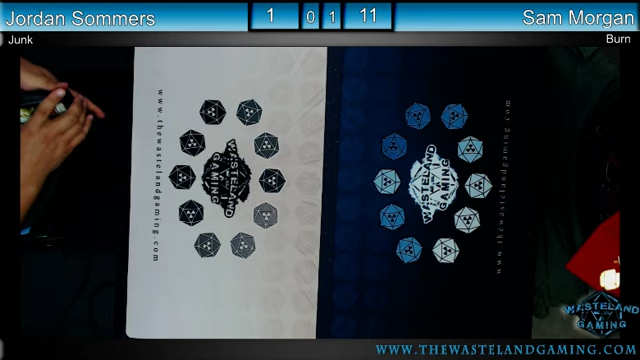 Jordan Sommers
1
0
1
11
Sam Morgan
Junk
Burn
www.thewastelandgaming.com
WASTELAND
GAMING
WASTELAND
GAMING
www.thewastelandgaming.com
WASTELAND
GAMING
WWW.THEWASTELANDGAMING.COM